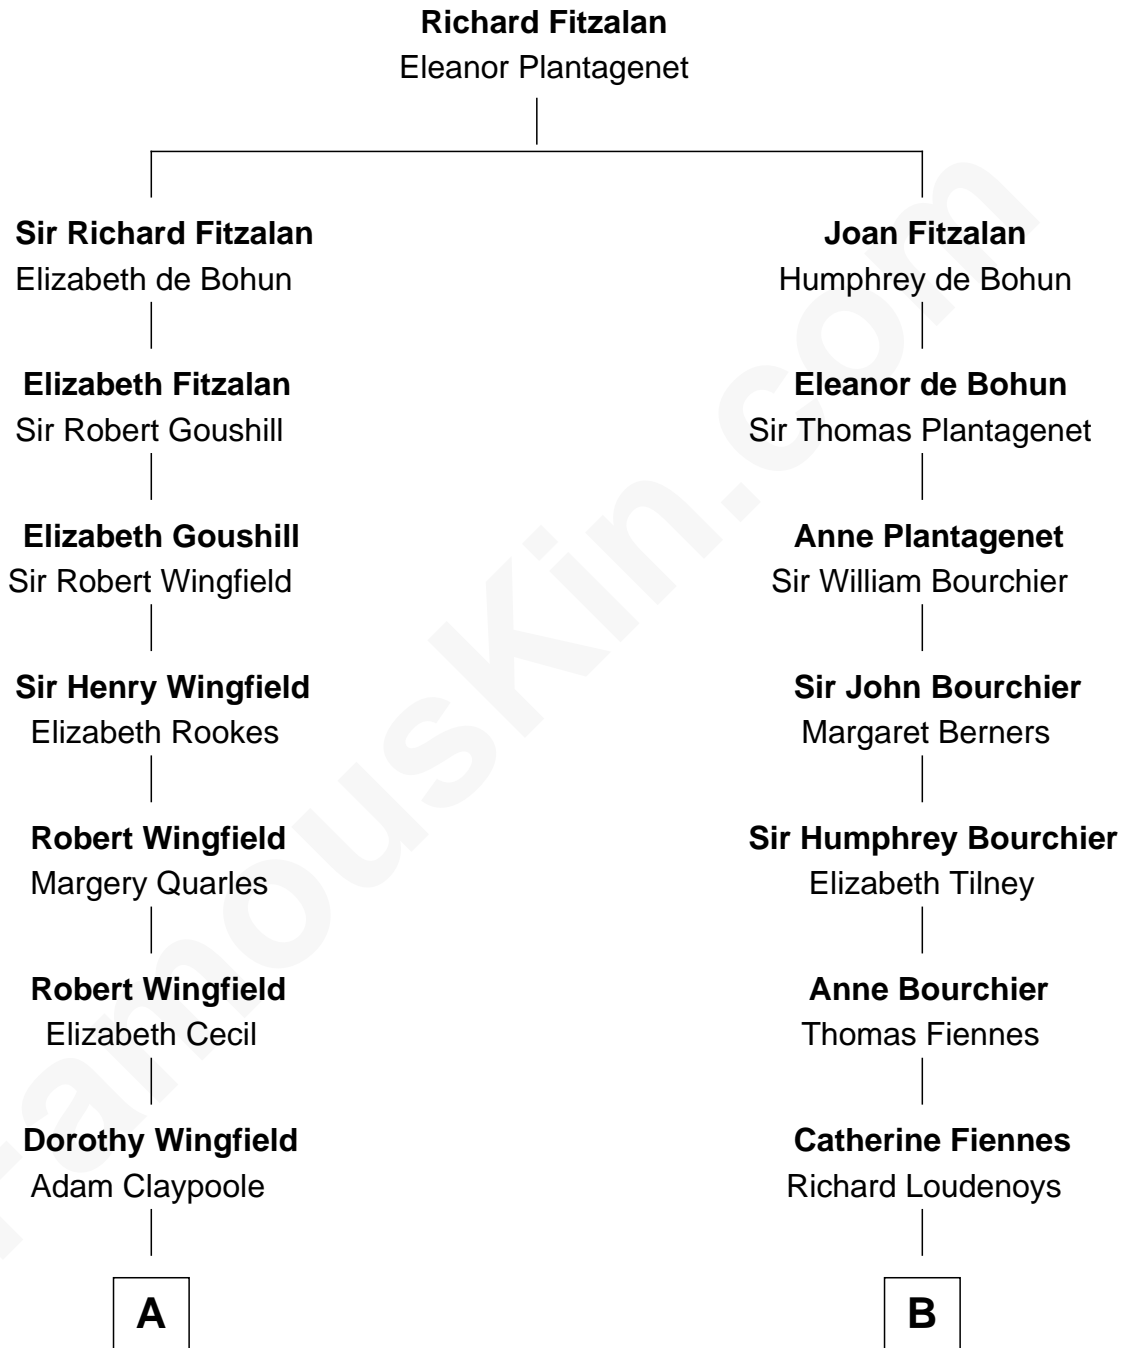 Richard Fitzalan
Eleanor Plantagenet
Sir Richard Fitzalan
Elizabeth de Bohun
Joan Fitzalan
Humphrey de Bohun
Elizabeth Fitzalan
Sir Robert Goushill
Eleanor de Bohun
Sir Thomas Plantagenet
Elizabeth Goushill
Sir Robert Wingfield
Anne Plantagenet
Sir William Bourchier
Sir Henry Wingfield
Elizabeth Rookes
Sir John Bourchier
Margaret Berners
Robert Wingfield
Margery Quarles
Sir Humphrey Bourchier
Elizabeth Tilney
Robert Wingfield
Elizabeth Cecil
Anne Bourchier
Thomas Fiennes
Dorothy Wingfield
Adam Claypoole
Catherine Fiennes
Richard Loudenoys
A
B
FamousKin.com